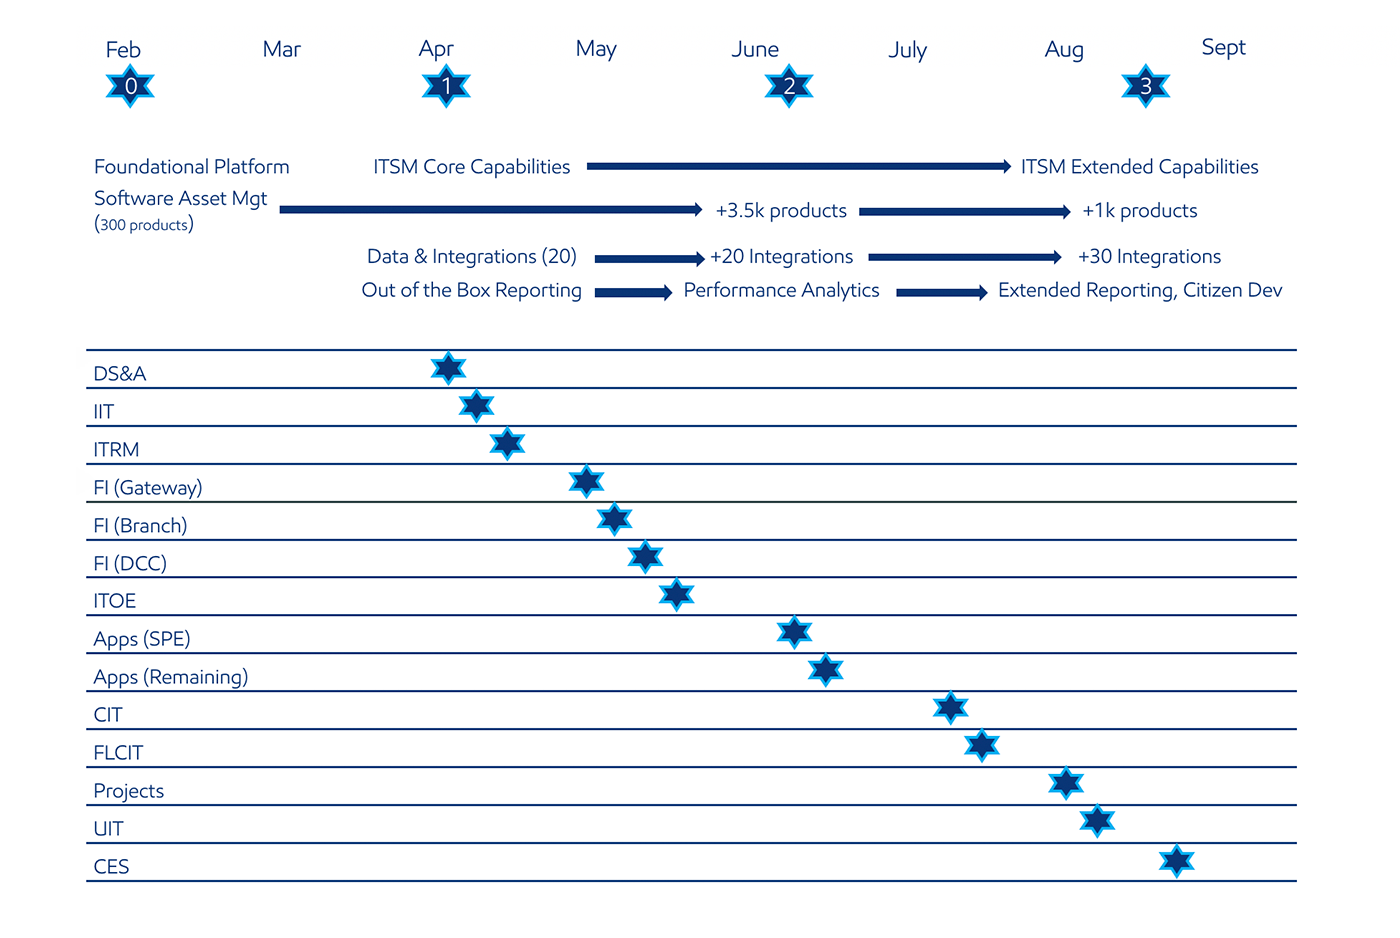 Feb Mar Apr May June July Aug Sept
0 1 2 3
Foundational Platform ITSM Core Capabilities ITSM Extended Capabilities
Software Asset Mgt
(300 products) +3.5k products +1k products
Data & Integrations (20) +20 Integrations +30 Integrations
Out of the Box Reporting Performance Analytics Extended Reporting, Citizen Dev
DS&A
IIT
ITRM
FI (Gateway)
FI (Branch)
FI (DCC)
ITOE
Apps (SPE)
Apps (Remaining)
CIT
FLCIT
Projects
UIT
CES